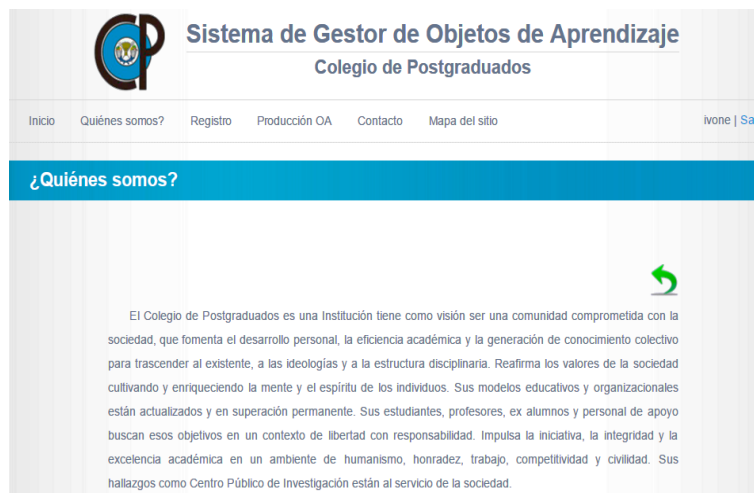 CP
Sistema de Gestor de Objetos de Aprendizaje
Colegio de Postgraduados
Inicio Quiénes somos? Registro Producción OA Contacto Mapa del sitio ivone | Sa
¿Quiénes somos?
El Colegio de Postgraduados es una Institución tiene como visión ser una comunidad comprometida con la
sociedad, que fomenta el desarrollo personal, la eficiencia académica y la generación de conocimiento colectivo
para trascender al existente, a las ideologías y a la estructura disciplinaria. Reafirma los valores de la sociedad
cultivando y enriqueciendo la mente y el espíritu de los individuos. Sus modelos educativos y organizacionales
están actualizados y en superación permanente. Sus estudiantes, profesores, ex alumnos y personal de apoyo
buscan esos objetivos en un contexto de libertad con responsabilidad. Impulsa la iniciativa, la integridad y la
excelencia académica en un ambiente de humanismo, honradez, trabajo, competitividad y civilidad. Sus
hallazgos como Centro Público de Investigación están al servicio de la sociedad.